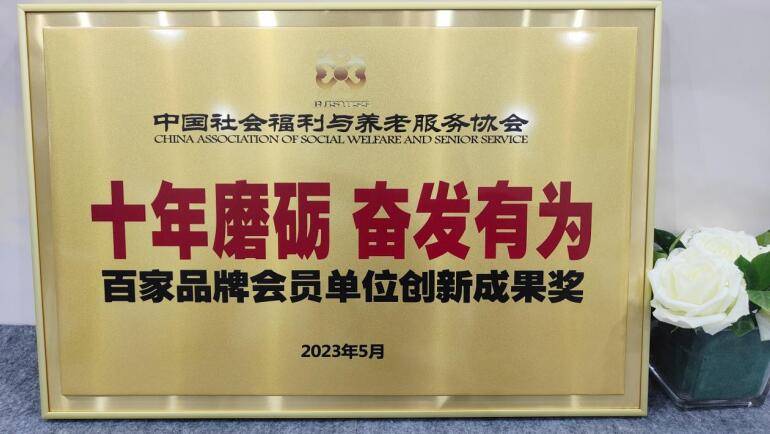 中国社会福利与养老服务协会
CHINA ASSOCIATION OF SOCIAL WELFARE AND SENIOR SERVICE
十年磨砺 奋发有为
百家品牌会员单位创新成果奖
2023年5月